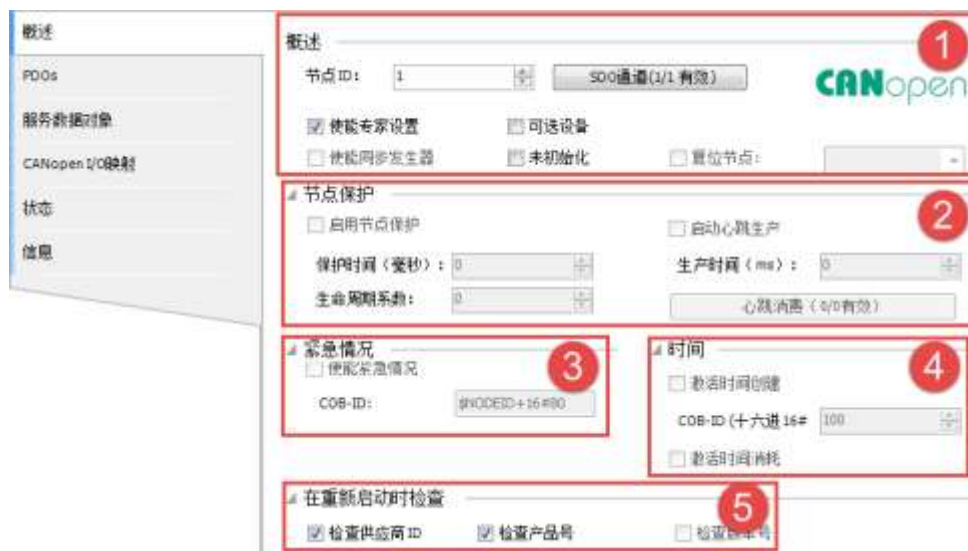 概述
PDOs
服务数据对象
CANopen I/O映射
状态
信息
概述
1
节点ID: 1 SDO通道(1/1 有效)
CANopen
使能专家设置 可选设备
使能同步发生器 未初始化 复位节点:
节点保护
2
启用节点保护 启动心跳生产
保护时间(毫秒): 0 生产时间(ms): 0
生命周期系数: 0 心跳消费(0/0有效)
紧急情况
3
使能紧急情况
COB-ID: $NODEID+16#80
时间
4
激活时间创建
COB-ID (十六进 16# 100
激活时间消耗
在重新启动时检查
5
检查供应商ID 检查产品号 检查